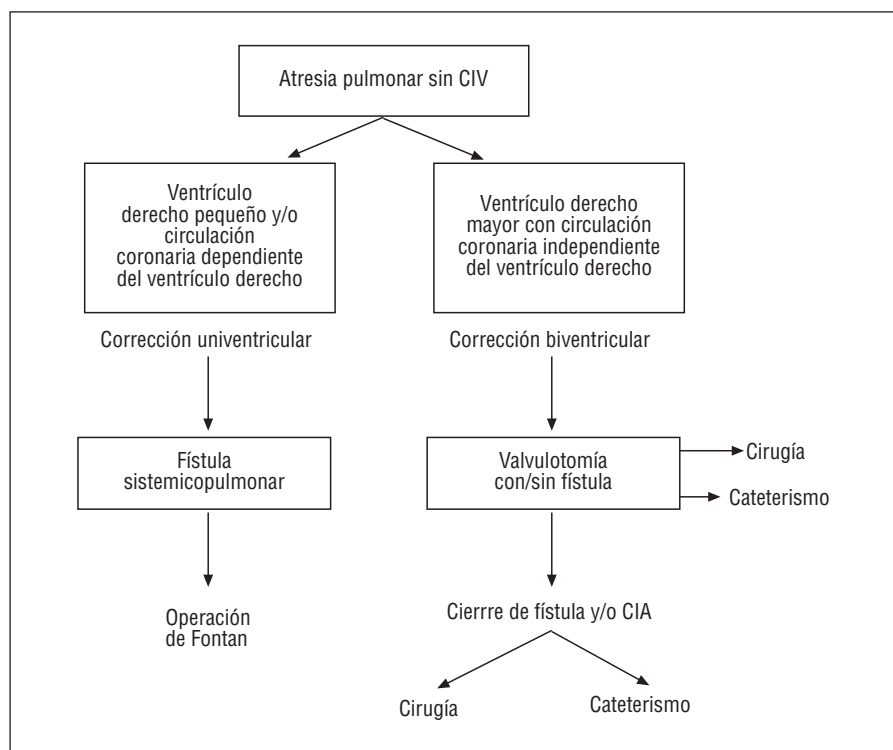 Atresia pulmonar sin CIV
Ventrículo
derecho pequeño y/o
circulación
coronaria dependiente
del ventrículo derecho
Ventrículo derecho
mayor con circulación
coronaria independiente
del ventrículo derecho
Corrección univentricular
Corrección biventricular
Fístula
sistemicopulmonar
Valvulotomía
con/sin fístula
Cirugía
Cateterismo
Operación
de Fontan
Cierrre de fístula y/o CIA
Cirugía
Cateterismo